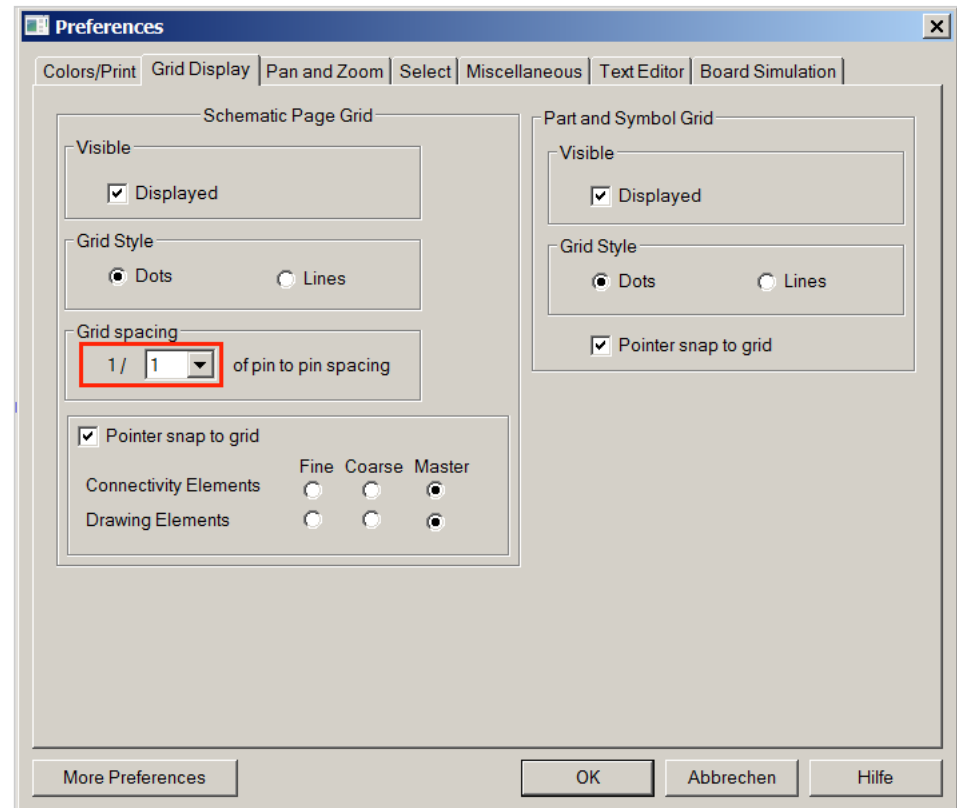 Preferences
Colors/Print Grid Display Pan and Zoom Select Miscellaneous Text Editor Board Simulation
Schematic Page Grid
Visible
Displayed
Grid Style
Dots Lines
Grid spacing
1 / 1 of pin to pin spacing
Pointer snap to grid
Fine Coarse Master
Connectivity Elements
Drawing Elements
Part and Symbol Grid
Visible
Displayed
Grid Style
Dots Lines
Pointer snap to grid
More Preferences OK Abbrechen Hilfe